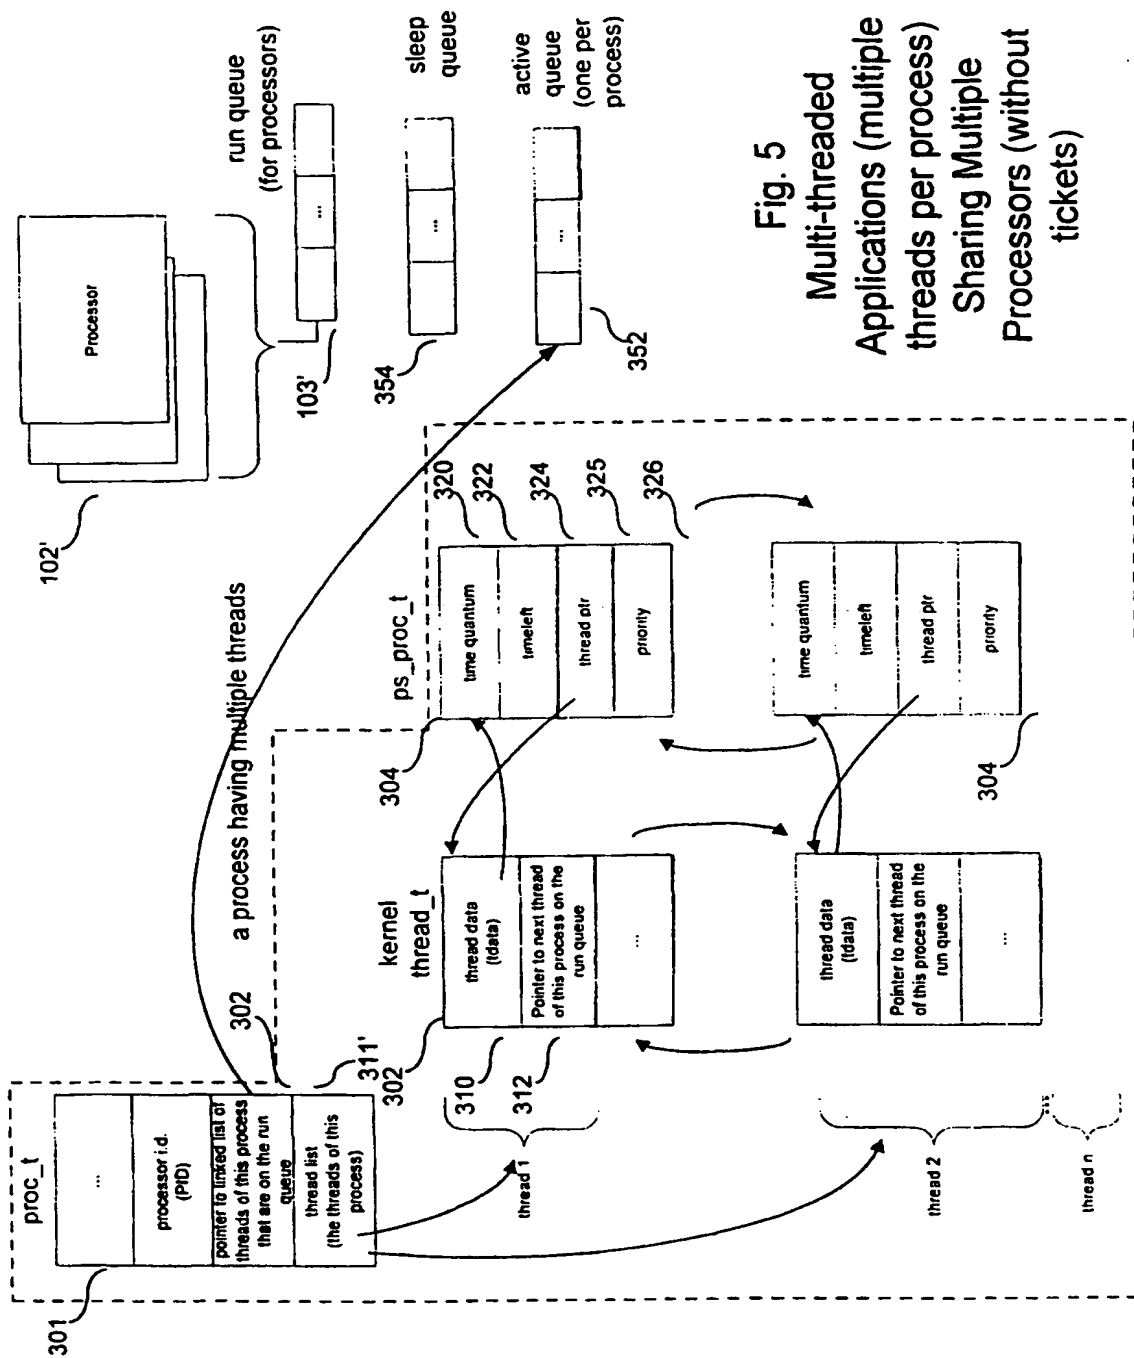 proc_t
301
...
processor i.d.
(PID)
pointer to linked list of
threads of this process
that are on the run
queue
thread list
(the threads of this
process)
302
311'
a process having multiple threads
102'
Processor
run queue
(for processors)
...
103'
sleep
queue
...
354
active
queue
(one per
process)
...
352
kernel
thread_t
302
thread data
(tdata)
Pointer to next thread
of this process on the
run queue
...
310
312
thread 1
ps_proc_t
304
time quantum
timeleft
thread ptr
priority
320
322
324
325
326
thread data
(tdata)
Pointer to next thread
of this process on the
run queue
...
thread 2
thread n
time quantum
timeleft
thread ptr
priority
304
Fig. 5
Multi-threaded
Applications (multiple
threads per process)
Sharing Multiple
Processors (without
tickets)